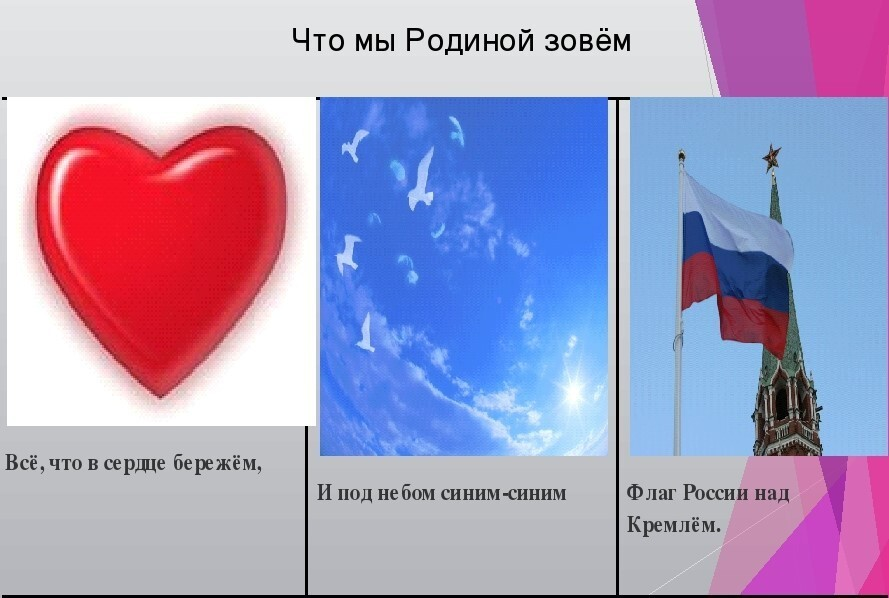 Что мы Родиной зовём
Всё, что в сердце бережём,
И под небом синим-синим
Флаг России над
Кремлём.